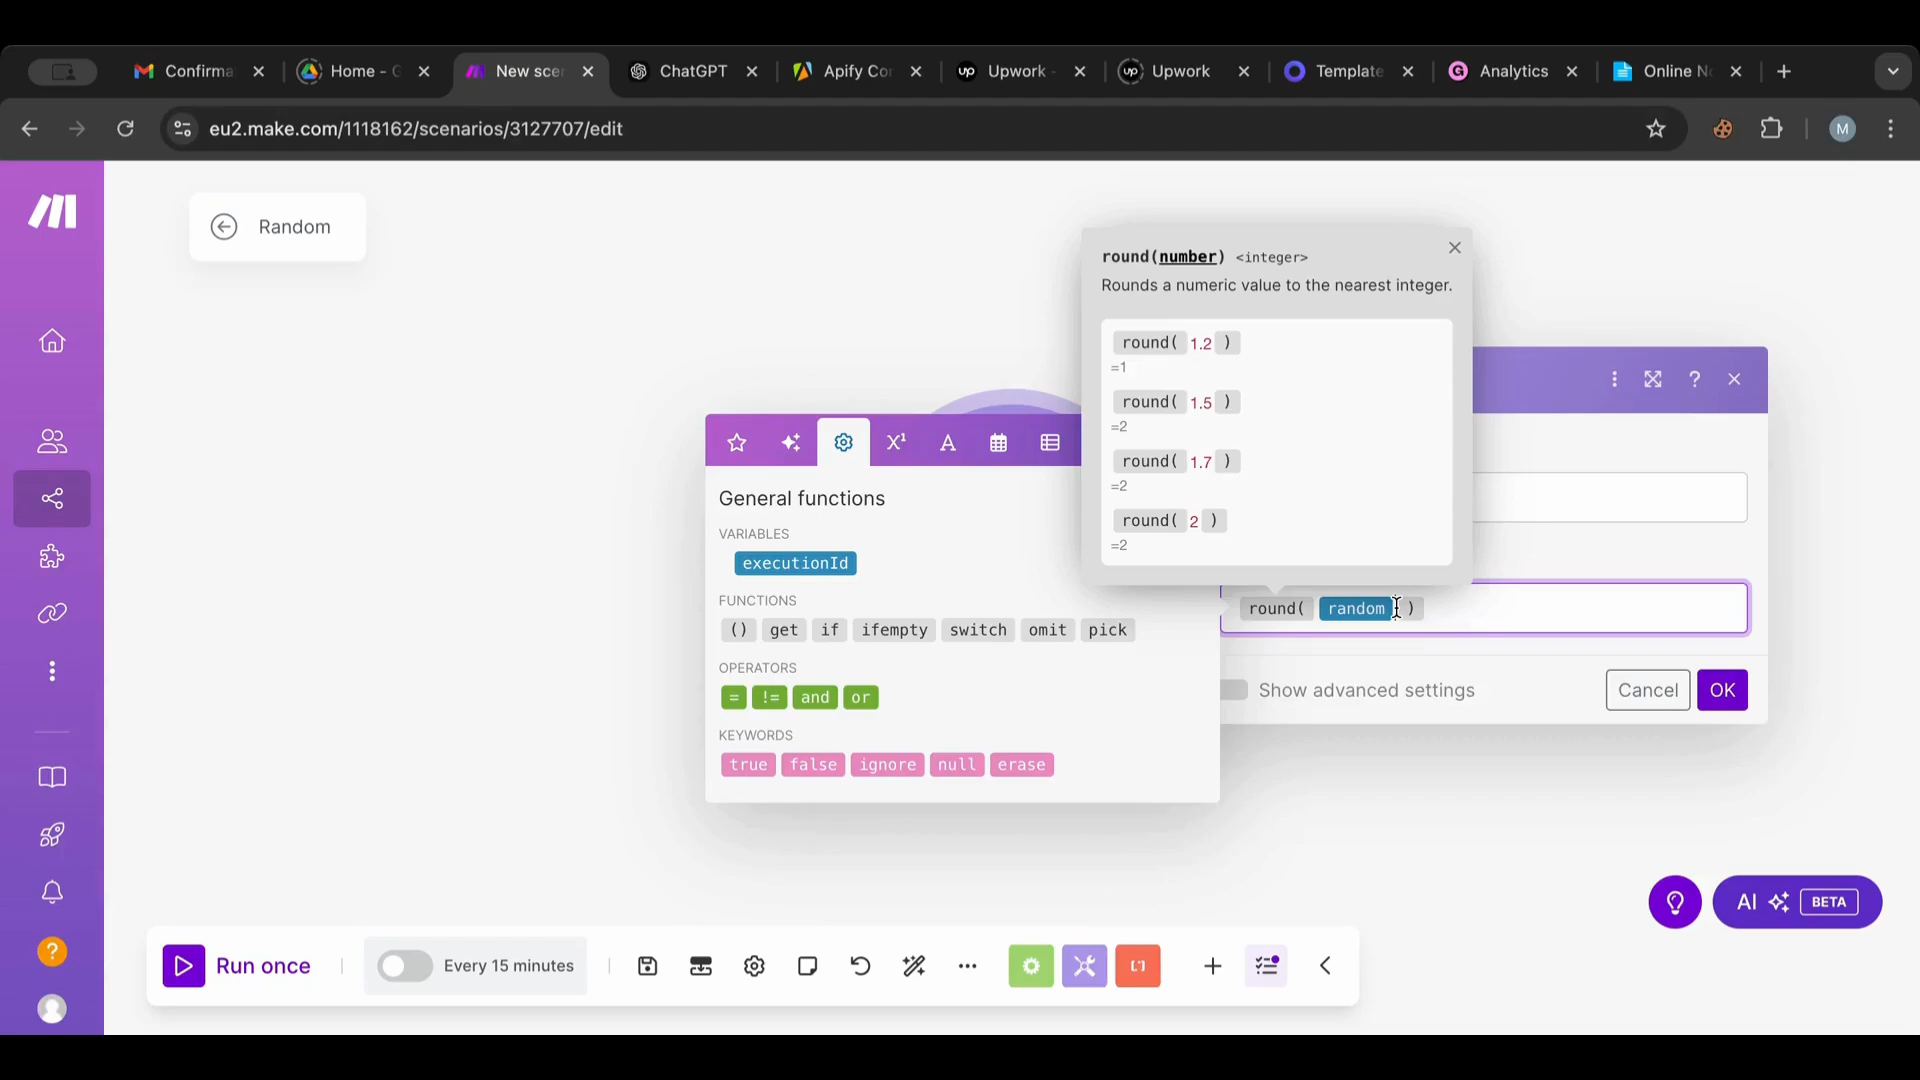 Confirma
Home - G
New scen
ChatGPT
Apify Cor
Upwork -
Upwork
Template
Analytics
Online No
eu2.make.com/1118162/scenarios/3127707/edit
M
Random
round(number) <integer>
Rounds a numeric value to the nearest integer.
round( 1.2 )
=1
round( 1.5 )
=2
round( 1.7 )
=2
round( 2 )
=2
General functions
VARIABLES
executionId
FUNCTIONS
() get if ifempty switch omit pick
OPERATORS
= != and or
KEYWORDS
true false ignore null erase
round( random )
Show advanced settings
Cancel
OK
AI BETA
Run once
Every 15 minutes